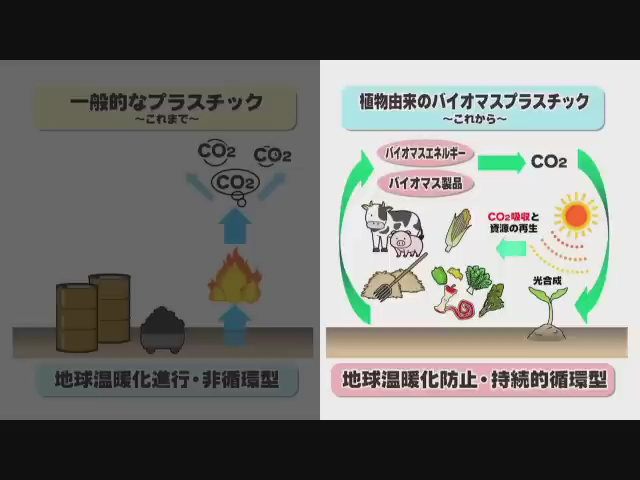 一般的なプラスチック
～これまで～
CO2
CO2
CO2
地球温暖化進行・非循環型
植物由来のバイオマスプラスチック
～これから～
バイオマスエネルギー
バイオマス製品
CO2
CO2吸収と
資源の再生
光合成
地球温暖化防止・持続的循環型